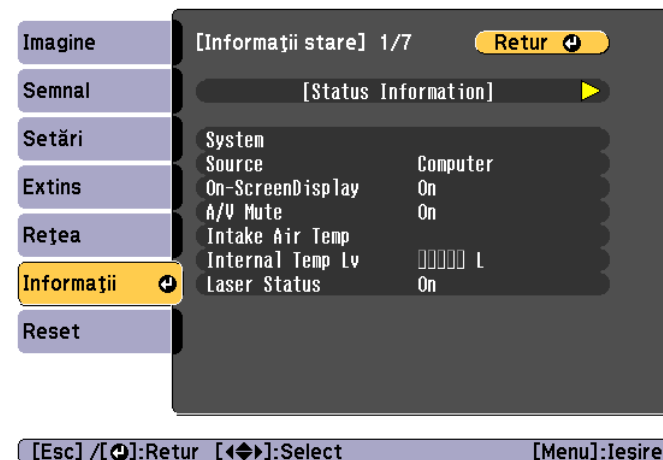 Imagine
Semnal
Setări
Extins
Reţea
Informaţii
Reset
[Informaţii stare] 1/7 Retur
[Status Information]
System
Source Computer
On-ScreenDisplay On
A/V Mute On
Intake Air Temp
Internal Temp Lv L
Laser Status On
[Esc] /[ ]:Retur [ ]:Select [Menu]:Ieşire